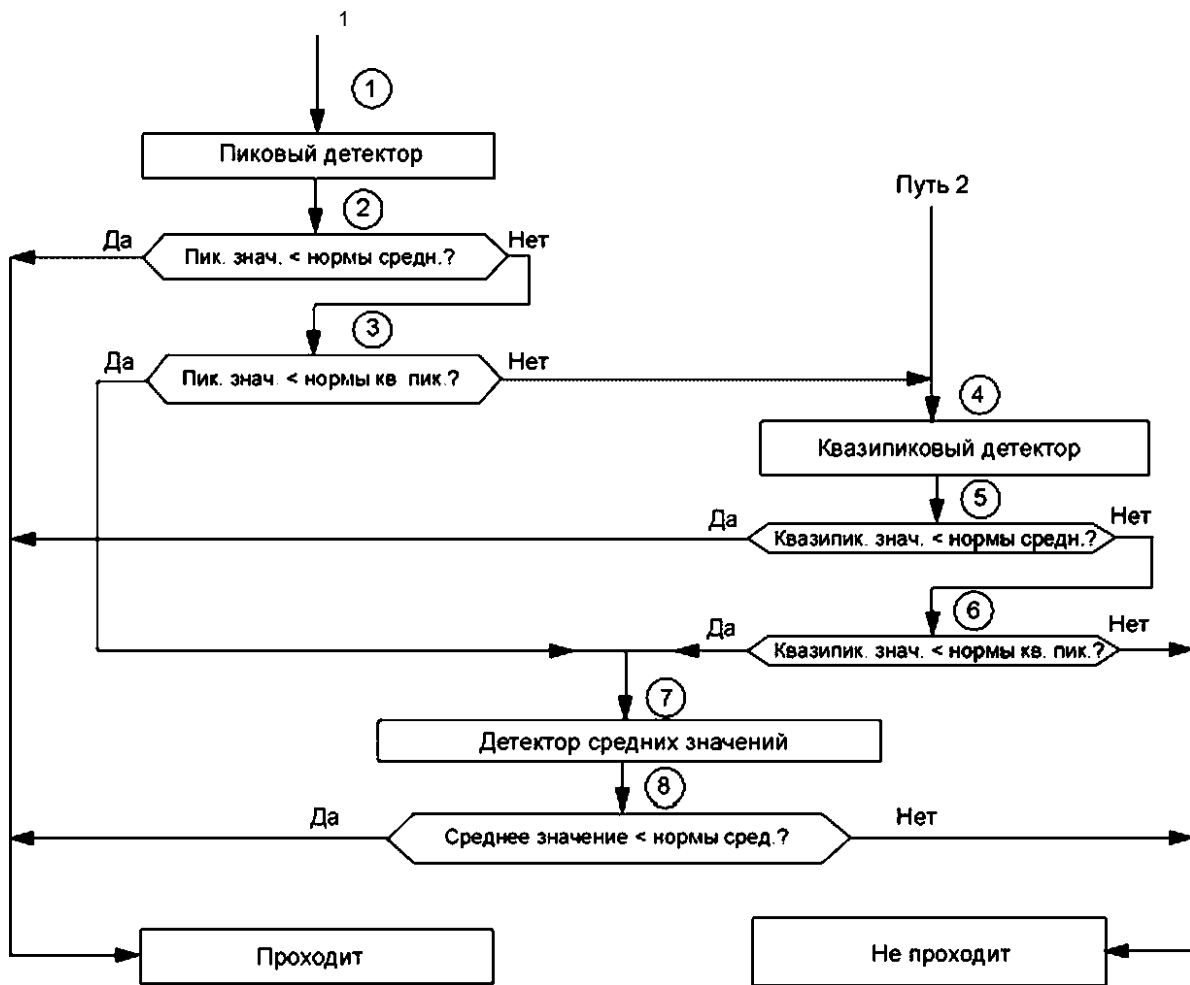 1
1
Пиковый детектор
2
Путь 2
Да
Нет
Пик. знач. < нормы средн.?
3
Да
Нет
Пик. знач. < нормы кв пик.?
4
Квазипиковый детектор
5
Да
Нет
Квазипик. знач. < нормы средн.?
6
Да
Нет
Квазипик. знач. < нормы кв. пик.?
7
Детектор средних значений
8
Да
Нет
Среднее значение < нормы сред.?
Проходит
Не проходит